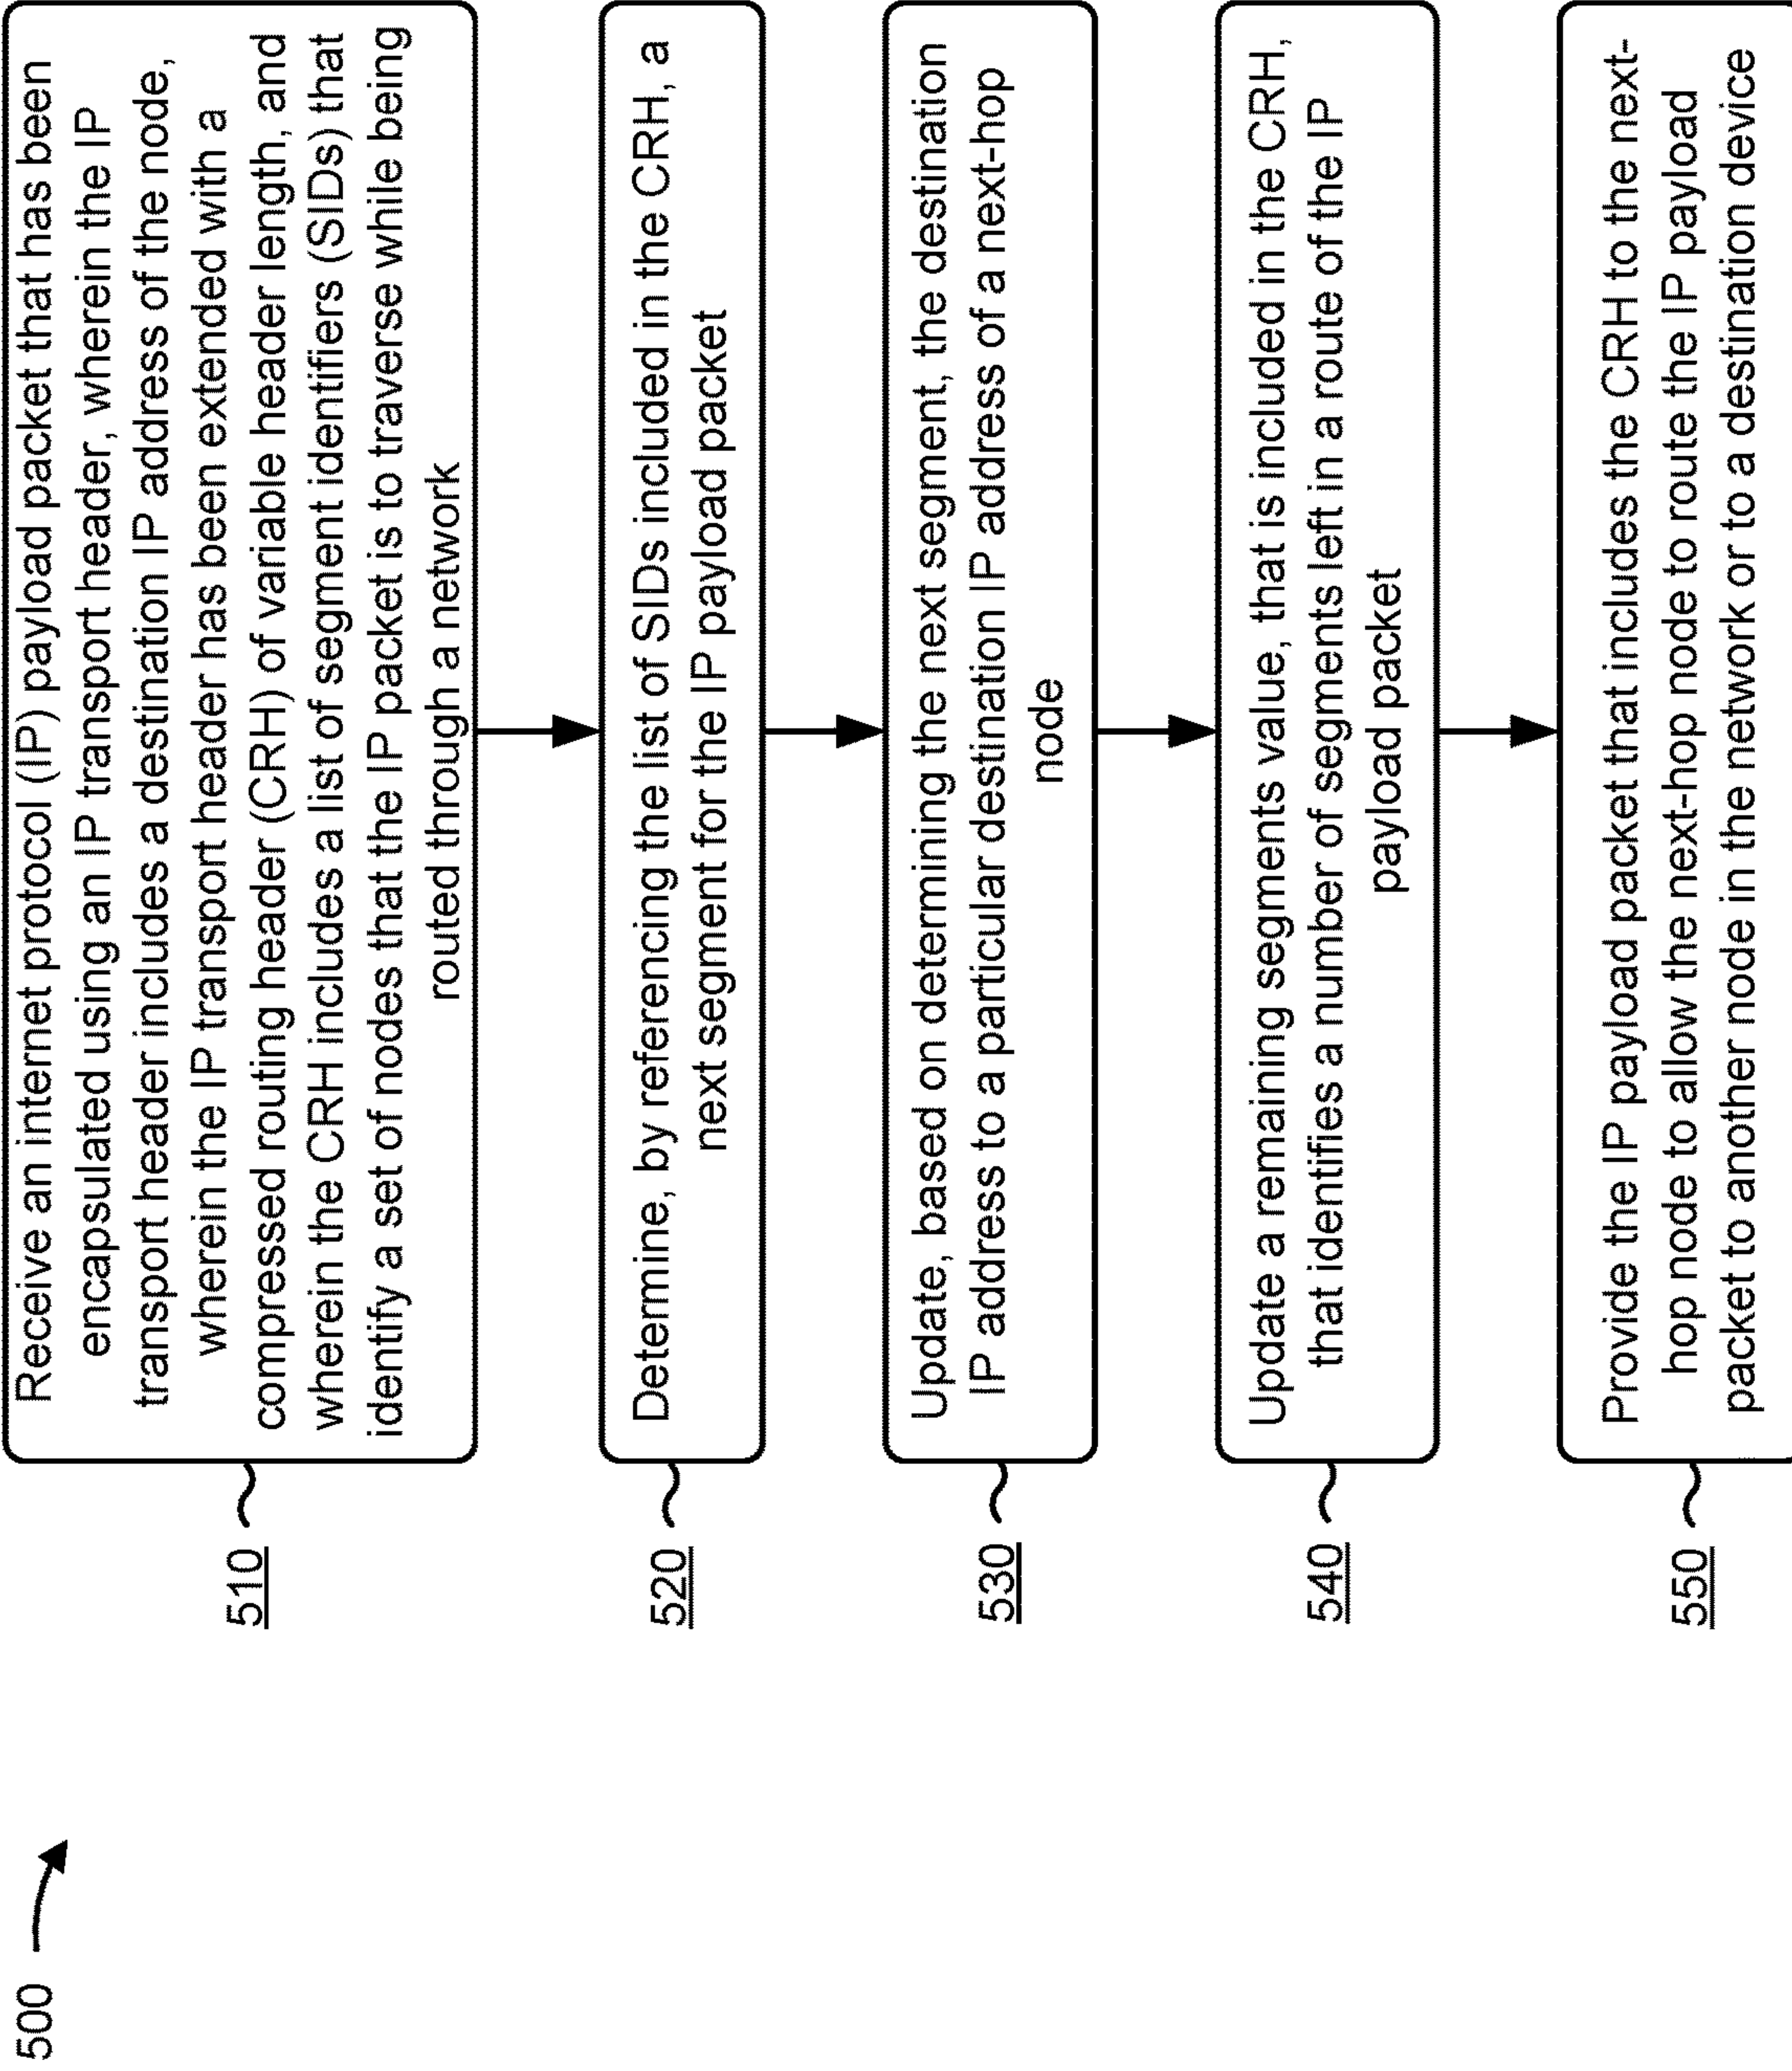 500
510
Receive an internet protocol (IP) payload packet that has been
encapsulated using an IP transport header, wherein the IP
transport header includes a destination IP address of the node,
wherein the IP transport header has been extended with a
compressed routing header (CRH) of variable header length, and
wherein the CRH includes a list of segment identifiers (SIDs) that
identify a set of nodes that the IP packet is to traverse while being
routed through a network
520
Determine, by referencing the list of SIDs included in the CRH, a
next segment for the IP payload packet
530
Update, based on determining the next segment, the destination
IP address to a particular destination IP address of a next-hop
node
540
Update a remaining segments value, that is included in the CRH,
that identifies a number of segments left in a route of the IP
payload packet
550
Provide the IP payload packet that includes the CRH to the next-
hop node to allow the next-hop node to route the IP payload
packet to another node in the network or to a destination device